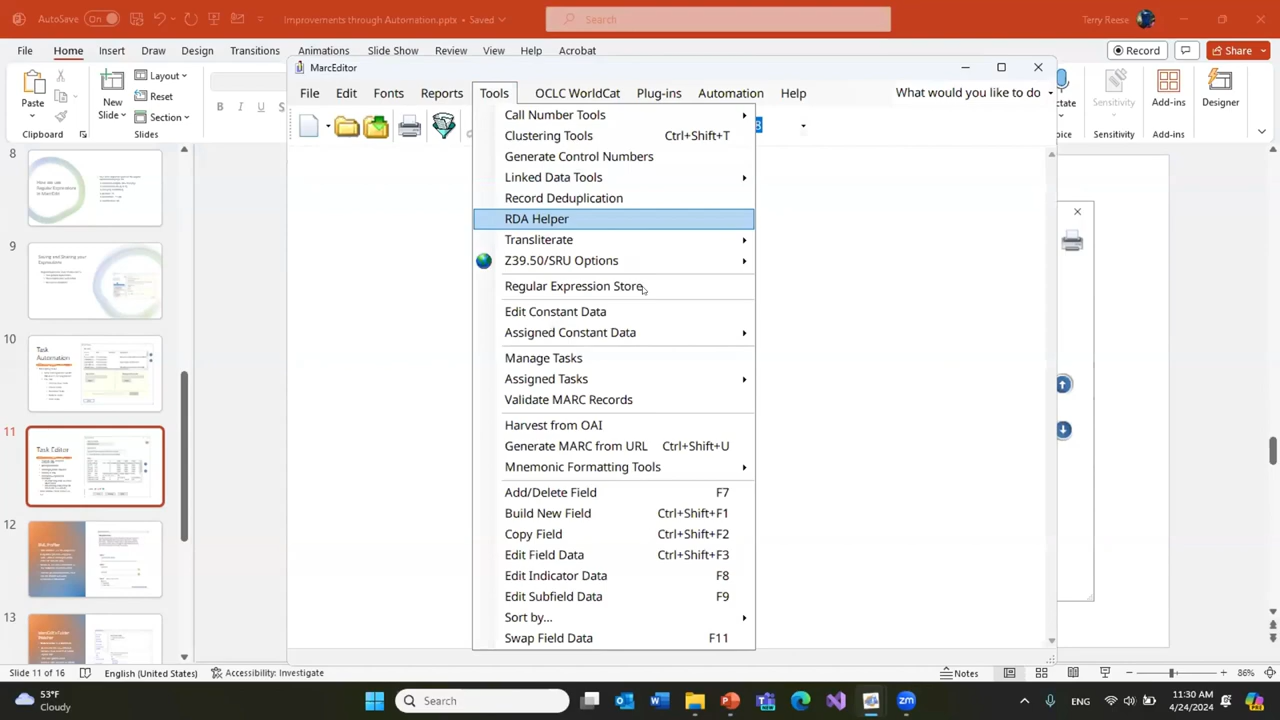 AutoSave
On
Improvements through Automation.pptx • Saved
Search
Terry Reese
File
Home
Insert
Draw
Design
Transitions
Animations
Slide Show
Review
View
Help
Acrobat
Record
Share
Paste
Clipboard
New
Slide
Layout
Reset
Section
Slides
B
I
U
Sensitivity
Sensitivity
Add-ins
Add-ins
Designer
MarcEditor
File
Edit
Fonts
Reports
Tools
OCLC WorldCat
Plug-ins
Automation
Help
What would you like to do
Call Number Tools
Clustering Tools Ctrl+Shift+T
Generate Control Numbers
Linked Data Tools
Record Deduplication
RDA Helper
Transliterate
Z39.50/SRU Options
Regular Expression Store
Edit Constant Data
Assigned Constant Data
Manage Tasks
Assigned Tasks
Validate MARC Records
Harvest from OAI
Generate MARC from URL Ctrl+Shift+U
Mnemonic Formatting Tools
Add/Delete Field F7
Build New Field Ctrl+Shift+F1
Copy Field Ctrl+Shift+F2
Edit Field Data Ctrl+Shift+F3
Edit Indicator Data F8
Edit Subfield Data F9
Sort by...
Swap Field Data F11
8
9
10
Task
Automation
11
Task Editor
12
13
Slide 11 of 16
English (United States)
Accessibility: Investigate
Notes
86%
53°F
Cloudy
Search
ENG
11:30 AM
4/24/2024